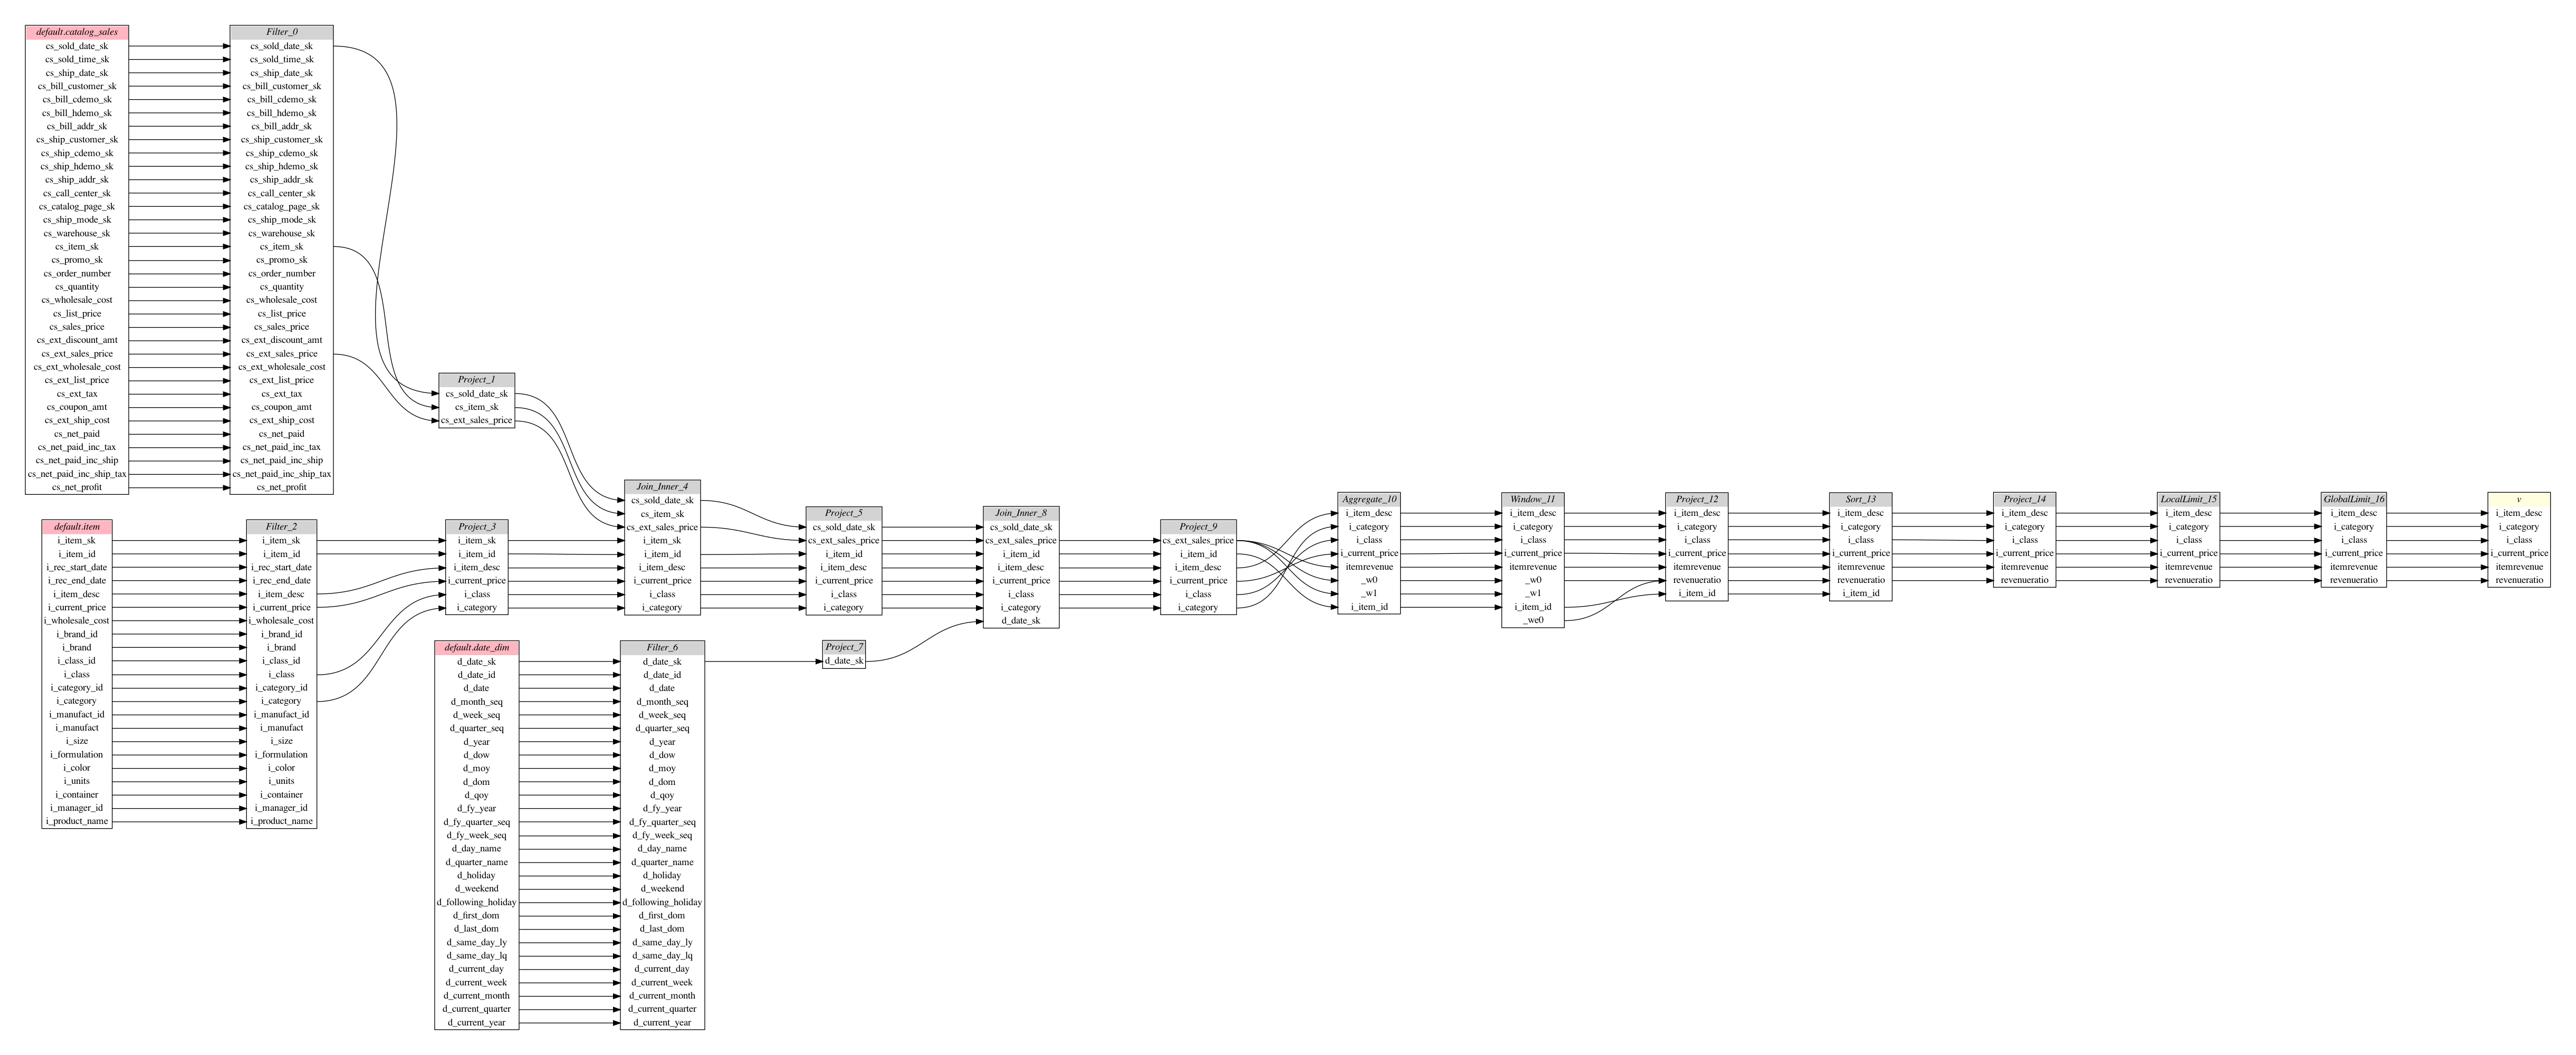 default.catalog_sales
cs_sold_date_sk
cs_sold_time_sk
cs_ship_date_sk
cs_bill_customer_sk
cs_bill_cdemo_sk
cs_bill_hdemo_sk
cs_bill_addr_sk
cs_ship_customer_sk
cs_ship_cdemo_sk
cs_ship_hdemo_sk
cs_ship_addr_sk
cs_call_center_sk
cs_catalog_page_sk
cs_ship_mode_sk
cs_warehouse_sk
cs_item_sk
cs_promo_sk
cs_order_number
cs_quantity
cs_wholesale_cost
cs_list_price
cs_sales_price
cs_ext_discount_amt
cs_ext_sales_price
cs_ext_wholesale_cost
cs_ext_list_price
cs_ext_tax
cs_coupon_amt
cs_ext_ship_cost
cs_net_paid
cs_net_paid_inc_tax
cs_net_paid_inc_ship
cs_net_paid_inc_ship_tax
cs_net_profit
Filter_0
cs_sold_date_sk
cs_sold_time_sk
cs_ship_date_sk
cs_bill_customer_sk
cs_bill_cdemo_sk
cs_bill_hdemo_sk
cs_bill_addr_sk
cs_ship_customer_sk
cs_ship_cdemo_sk
cs_ship_hdemo_sk
cs_ship_addr_sk
cs_call_center_sk
cs_catalog_page_sk
cs_ship_mode_sk
cs_warehouse_sk
cs_item_sk
cs_promo_sk
cs_order_number
cs_quantity
cs_wholesale_cost
cs_list_price
cs_sales_price
cs_ext_discount_amt
cs_ext_sales_price
cs_ext_wholesale_cost
cs_ext_list_price
cs_ext_tax
cs_coupon_amt
cs_ext_ship_cost
cs_net_paid
cs_net_paid_inc_tax
cs_net_paid_inc_ship
cs_net_paid_inc_ship_tax
cs_net_profit
default.item
i_item_sk
i_item_id
i_rec_start_date
i_rec_end_date
i_item_desc
i_current_price
i_wholesale_cost
i_brand_id
i_brand
i_class_id
i_class
i_category_id
i_category
i_manufact_id
i_manufact
i_size
i_formulation
i_color
i_units
i_container
i_manager_id
i_product_name
Filter_2
i_item_sk
i_item_id
i_rec_start_date
i_rec_end_date
i_item_desc
i_current_price
i_wholesale_cost
i_brand_id
i_brand
i_class_id
i_class
i_category_id
i_category
i_manufact_id
i_manufact
i_size
i_formulation
i_color
i_units
i_container
i_manager_id
i_product_name
Project_1
cs_sold_date_sk
cs_item_sk
cs_ext_sales_price
Project_3
i_item_sk
i_item_id
i_item_desc
i_current_price
i_class
i_category
default.date_dim
d_date_sk
d_date_id
d_date
d_month_seq
d_week_seq
d_quarter_seq
d_year
d_dow
d_moy
d_dom
d_qoy
d_fy_year
d_fy_quarter_seq
d_fy_week_seq
d_day_name
d_quarter_name
d_holiday
d_weekend
d_following_holiday
d_first_dom
d_last_dom
d_same_day_ly
d_same_day_lq
d_current_day
d_current_week
d_current_month
d_current_quarter
d_current_year
Join_Inner_4
cs_sold_date_sk
cs_item_sk
cs_ext_sales_price
i_item_sk
i_item_id
i_item_desc
i_current_price
i_class
i_category
Filter_6
d_date_sk
d_date_id
d_date
d_month_seq
d_week_seq
d_quarter_seq
d_year
d_dow
d_moy
d_dom
d_qoy
d_fy_year
d_fy_quarter_seq
d_fy_week_seq
d_day_name
d_quarter_name
d_holiday
d_weekend
d_following_holiday
d_first_dom
d_last_dom
d_same_day_ly
d_same_day_lq
d_current_day
d_current_week
d_current_month
d_current_quarter
d_current_year
Project_5
cs_sold_date_sk
cs_ext_sales_price
i_item_id
i_item_desc
i_current_price
i_class
i_category
Project_7
d_date_sk
Join_Inner_8
cs_sold_date_sk
cs_ext_sales_price
i_item_id
i_item_desc
i_current_price
i_class
i_category
d_date_sk
Project_9
cs_ext_sales_price
i_item_id
i_item_desc
i_current_price
i_class
i_category
Aggregate_10
i_item_desc
i_category
i_class
i_current_price
itemrevenue
_w0
_w1
i_item_id
Window_11
i_item_desc
i_category
i_class
i_current_price
itemrevenue
_w0
_w1
i_item_id
_we0
Project_12
i_item_desc
i_category
i_class
i_current_price
itemrevenue
revenueratio
i_item_id
Sort_13
i_item_desc
i_category
i_class
i_current_price
itemrevenue
revenueratio
i_item_id
Project_14
i_item_desc
i_category
i_class
i_current_price
itemrevenue
revenueratio
LocalLimit_15
i_item_desc
i_category
i_class
i_current_price
itemrevenue
revenueratio
GlobalLimit_16
i_item_desc
i_category
i_class
i_current_price
itemrevenue
revenueratio
v
i_item_desc
i_category
i_class
i_current_price
itemrevenue
revenueratio